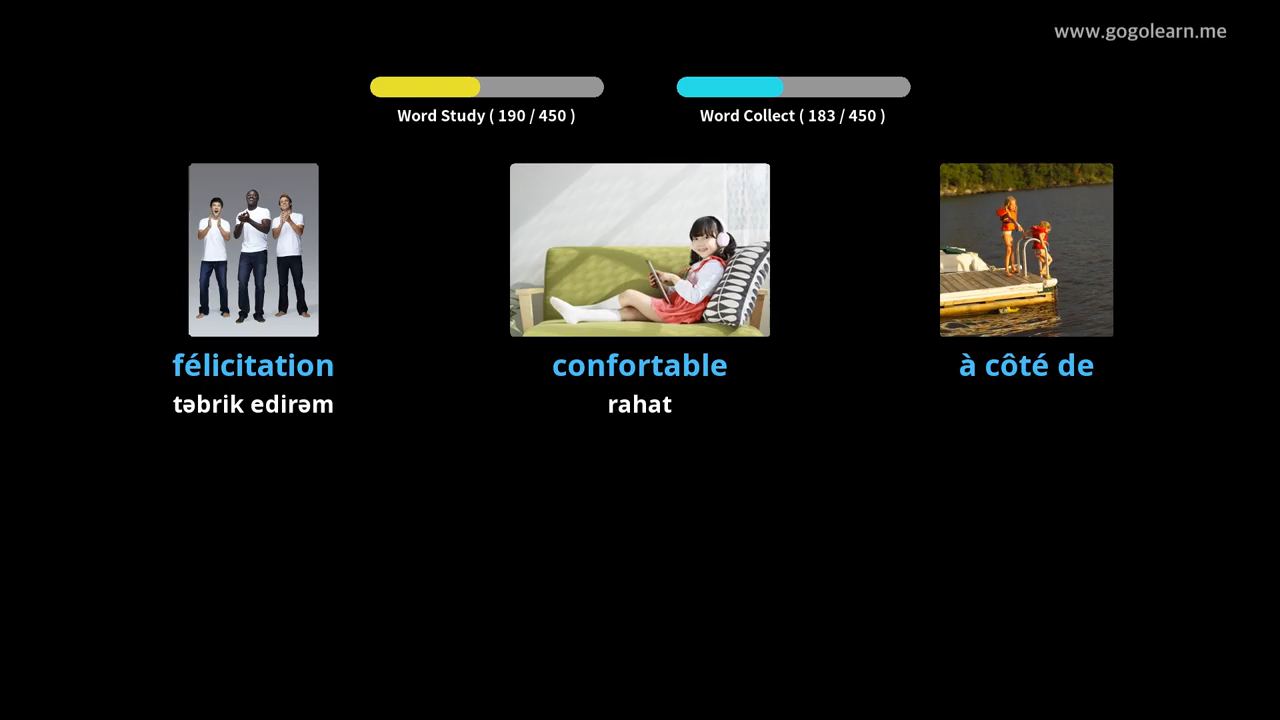 www.gogolearn.me
Word Study ( 190 / 450 )
Word Collect ( 183 / 450 )
félicitation
confortable
à côté de
təbrik edirəm
rahat